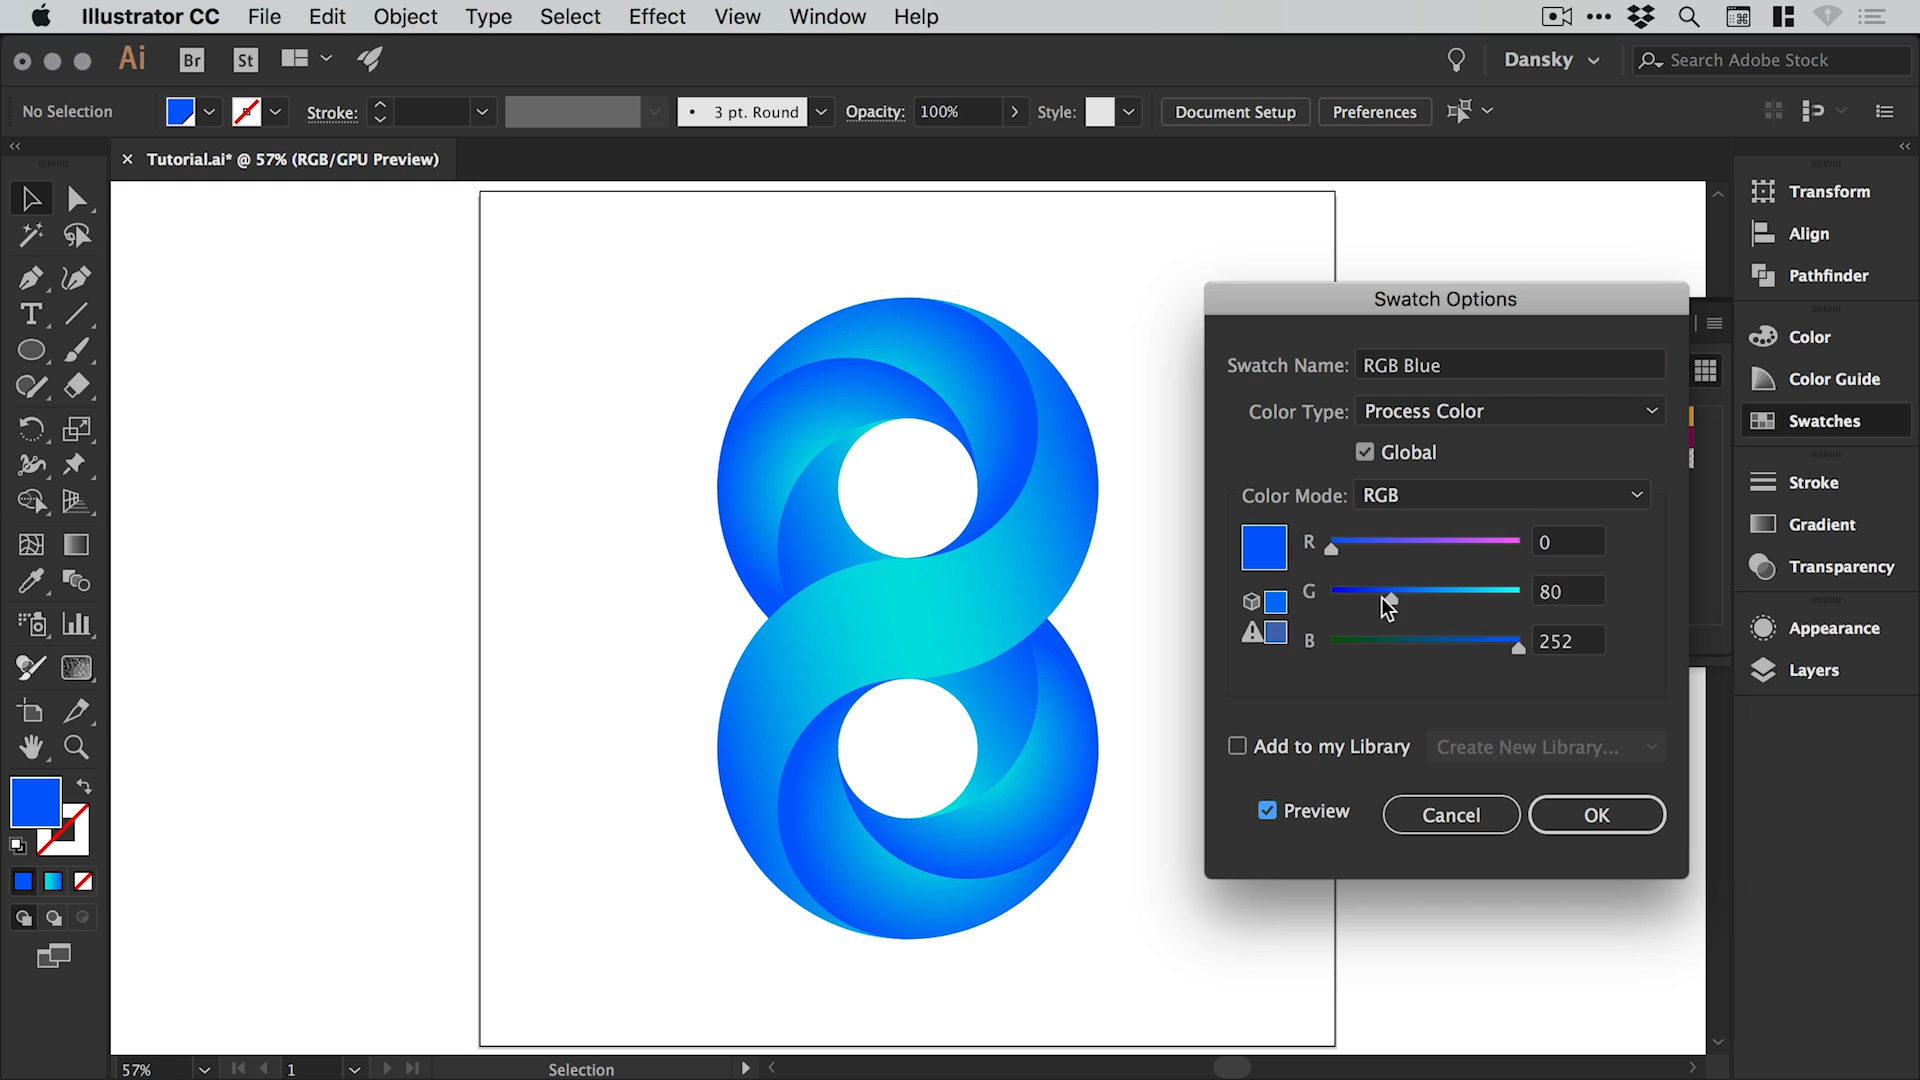 Illustrator CC File Edit Object Type Select Effect View Window Help
Ai Br St Dansky Search Adobe Stock
No Selection Stroke: 3 pt. Round Opacity: 100% Style: Document Setup Preferences
Tutorial.ai* @ 57% (RGB/GPU Preview)
Transform
Align
Pathfinder
Color
Color Guide
Swatches
Stroke
Gradient
Transparency
Appearance
Layers
8
Swatch Options
Swatch Name: RGB Blue
Color Type: Process Color
Global
Color Mode: RGB
R 0
G 80
B 252
Add to my Library Create New Library...
Preview Cancel OK
57% 1 Selection